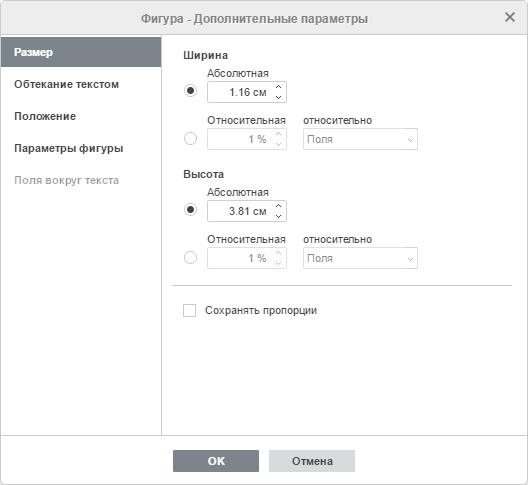 Фигура - Дополнительные параметры
Размер
Обтекание текстом
Положение
Параметры фигуры
Поля вокруг текста
Ширина
Абсолютная
1.16 см
Относительная относительно
1 % Поля
Высота
Абсолютная
3.81 см
Относительная относительно
1 % Поля
Сохранять пропорции
OK Отмена